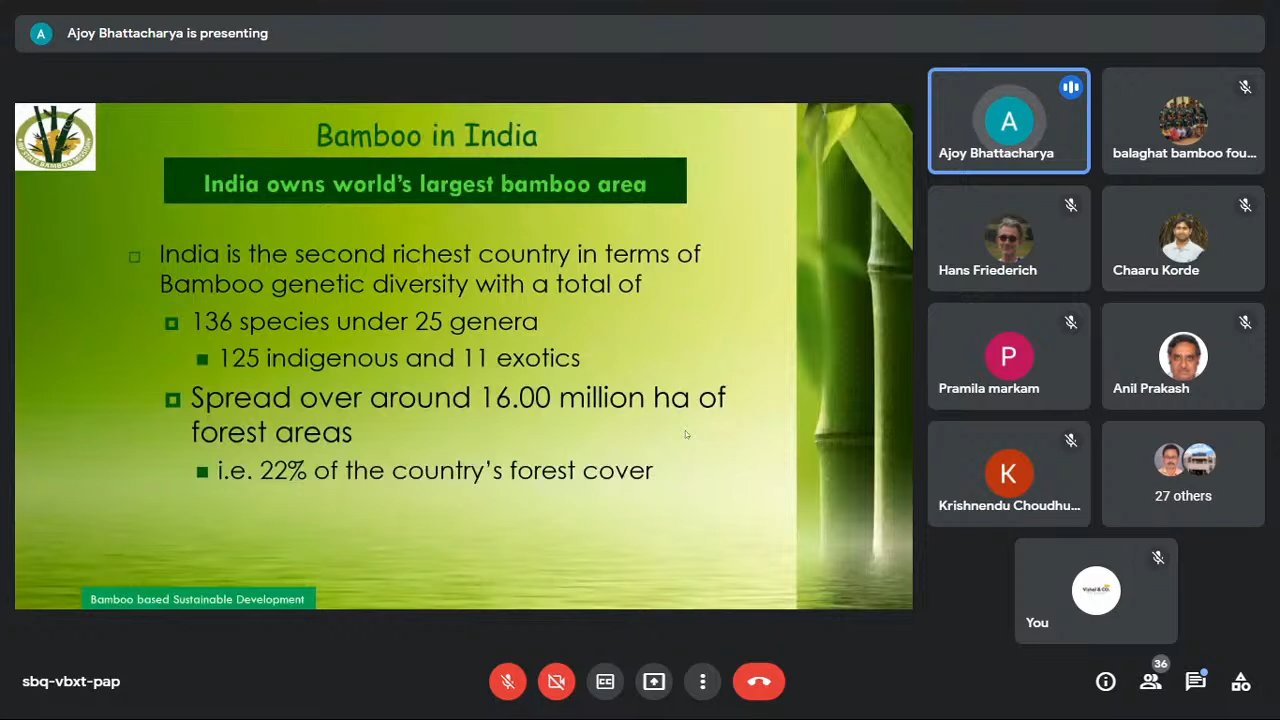 A
Ajoy Bhattacharya is presenting
Bamboo in India
India owns world's largest bamboo area
India is the second richest country in terms of
Bamboo genetic diversity with a total of
136 species under 25 genera
125 indigenous and 11 exotics
Spread over around 16.00 million ha of
forest areas
i.e. 22% of the country's forest cover
Bamboo based Sustainable Development
A
Ajoy Bhattacharya
balaghat bamboo fou...
Hans Friederich
Chaaru Korde
P
Pramila markam
Anil Prakash
K
Krishnendu Choudhu...
27 others
You
sbq-vbxt-pap
CC
36